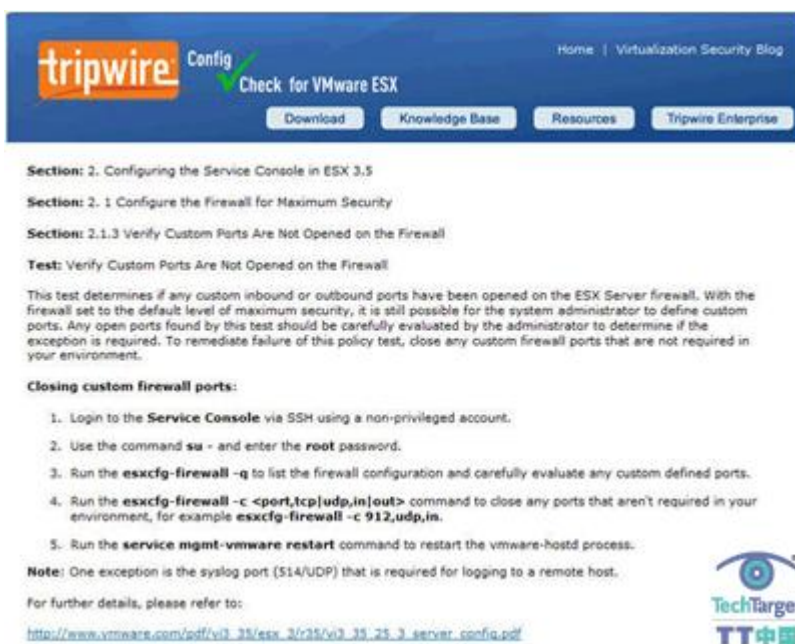 tripwire Config
Check for VMware ESX
Home | Virtualization Security Blog
Download Knowledge Base Resources Tripwire Enterprise
Section: 2. Configuring the Service Console in ESX 3.5
Section: 2. 1 Configure the Firewall for Maximum Security
Section: 2.1.3 Verify Custom Ports Are Not Opened on the Firewall
Test: Verify Custom Ports Are Not Opened on the Firewall
This test determines if any custom inbound or outbound ports have been opened on the ESX Server firewall. With the
firewall set to the default level of maximum security, it is still possible for the system administrator to define custom
ports. Any open ports found by this test should be carefully evaluated by the administrator to determine if the
exception is required. To remediate failure of this policy test, close any custom firewall ports that are not required in
your environment.
Closing custom firewall ports:
1. Login to the Service Console via SSH using a non-privileged account.
2. Use the command su - and enter the root password.
3. Run the esxcfg-firewall -q to list the firewall configuration and carefully evaluate any custom defined ports.
4. Run the esxcfg-firewall -c <port,tcp|udp,in|out> command to close any ports that aren't required in your
environment, for example esxcfg-firewall -c 912,udp,in.
5. Run the service mgmt-vmware restart command to restart the vmware-hostd process.
Note: One exception is the syslog port (514/UDP) that is required for logging to a remote host.
For further details, please refer to:
http://www.vmware.com/pdf/vi3_35/esx_3/r35/vi3_35_25_3_server_config.pdf
TechTarge
TT中国